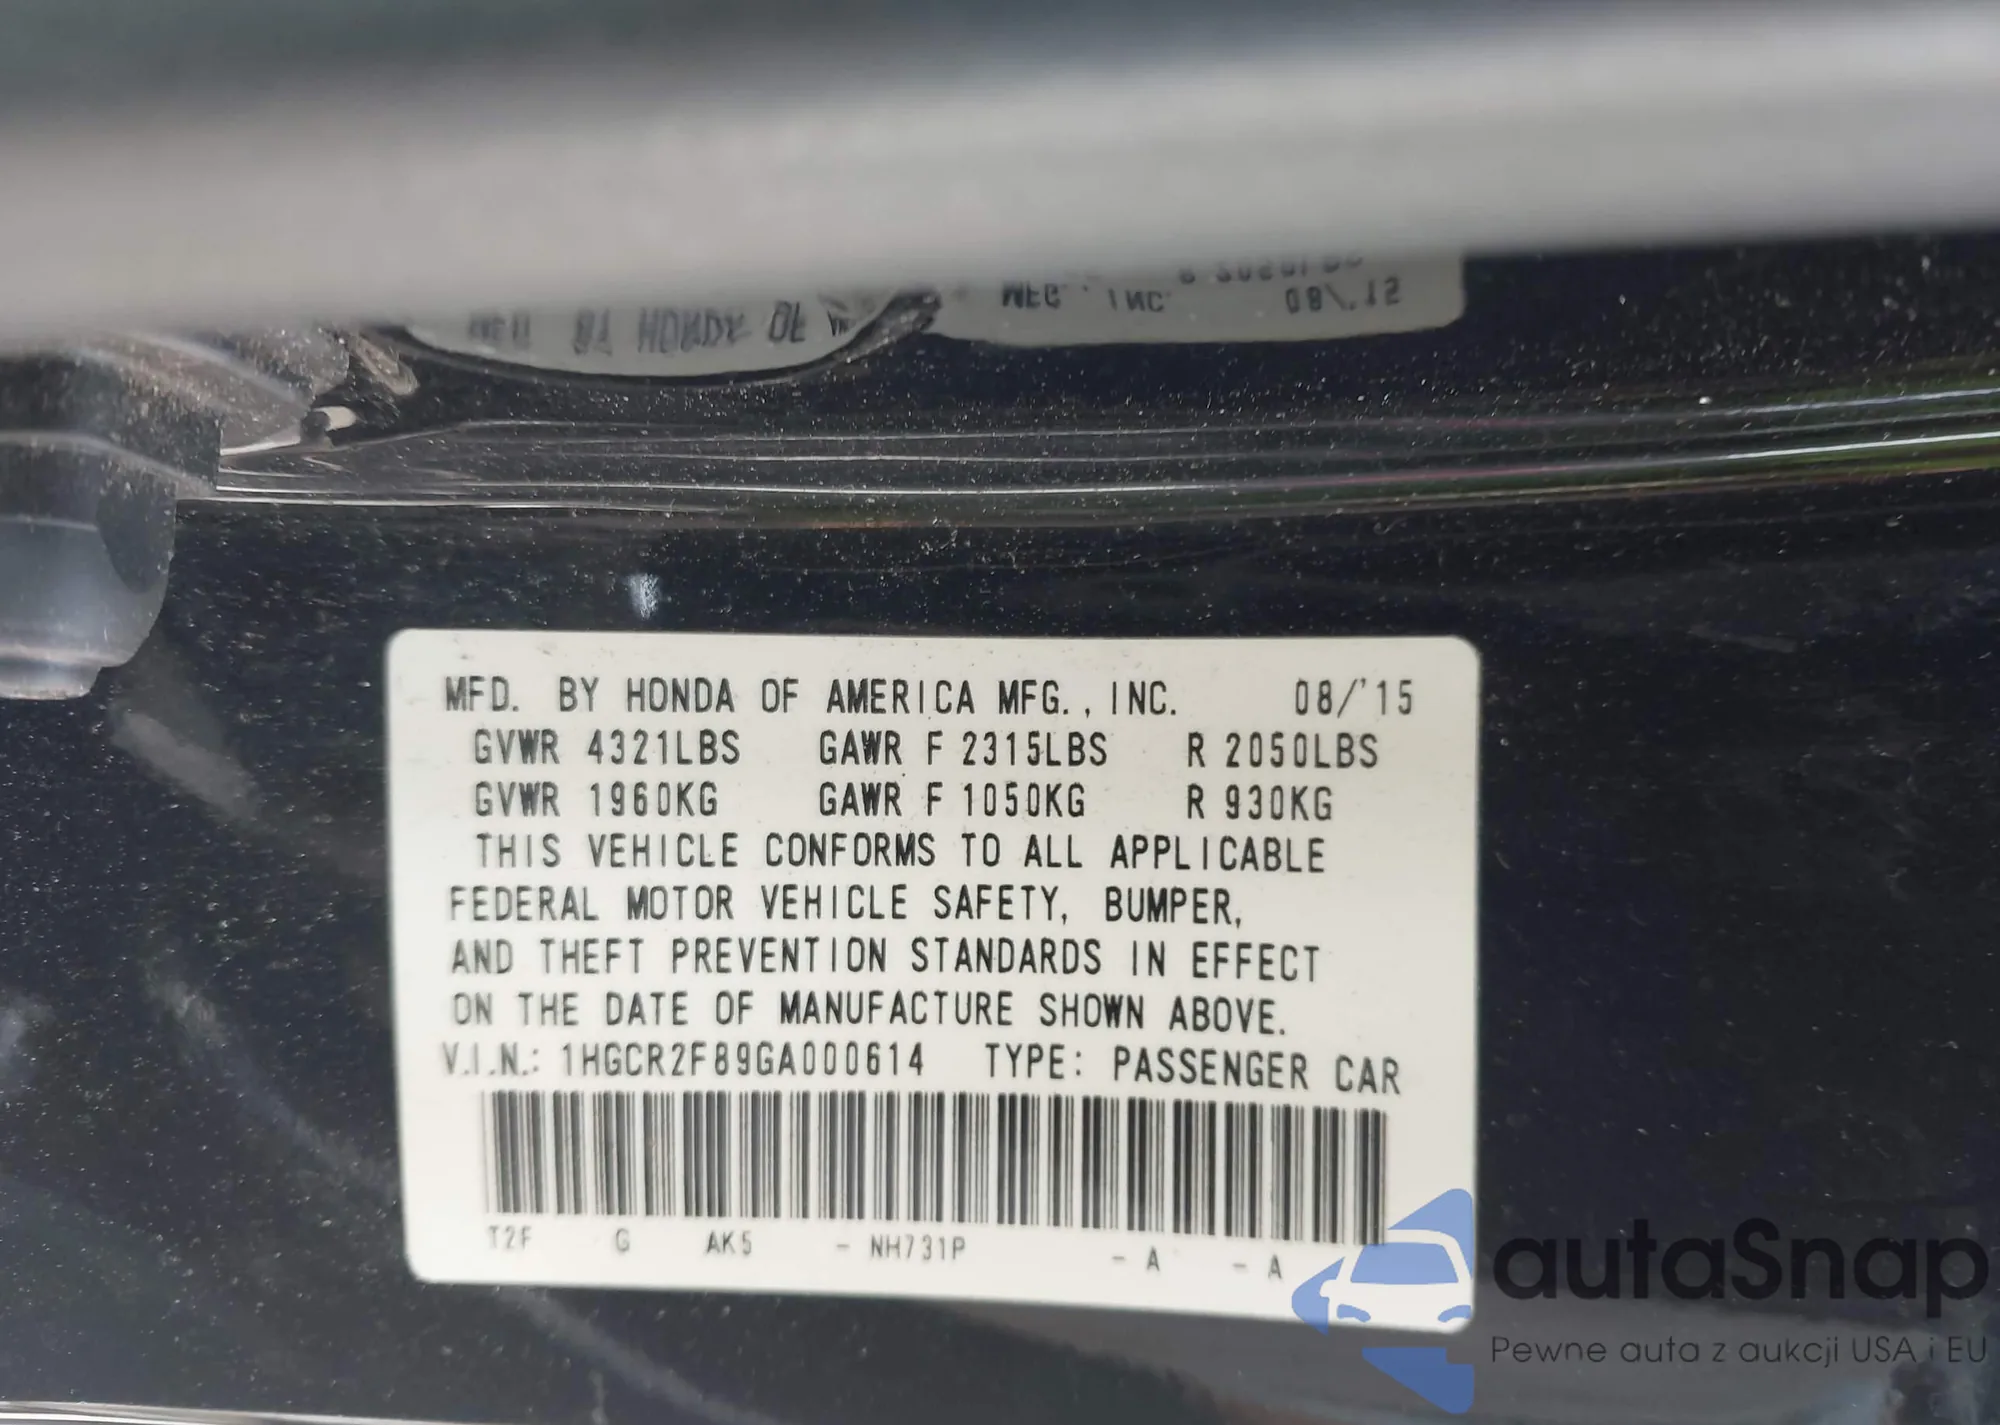 MFD. BY HONDA OF AMERICA MFG., INC. 08/'15
GVWR 4321LBS GAWR F 2315LBS R 2050LBS
GVWR 1960KG GAWR F 1050KG R 930KG
THIS VEHICLE CONFORMS TO ALL APPLICABLE
FEDERAL MOTOR VEHICLE SAFETY, BUMPER,
AND THEFT PREVENTION STANDARDS IN EFFECT
ON THE DATE OF MANUFACTURE SHOWN ABOVE.
V.I.N.: 1HGCR2F89GA000614 TYPE: PASSENGER CAR
T2F G AK5 - NH731P - A - A
autaSnap
Pewne auta z aukcji USA i EU